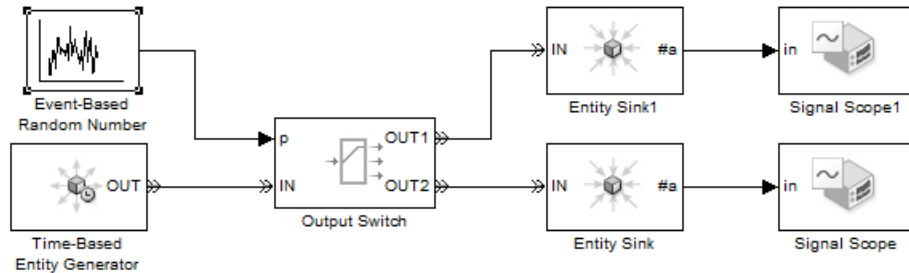 Event-Based
Random Number
OUT
Time-Based
Entity Generator
p
IN
OUT1
OUT2
Output Switch
IN
#a
Entity Sink1
in
Signal Scope1
IN
#a
Entity Sink
in
Signal Scope